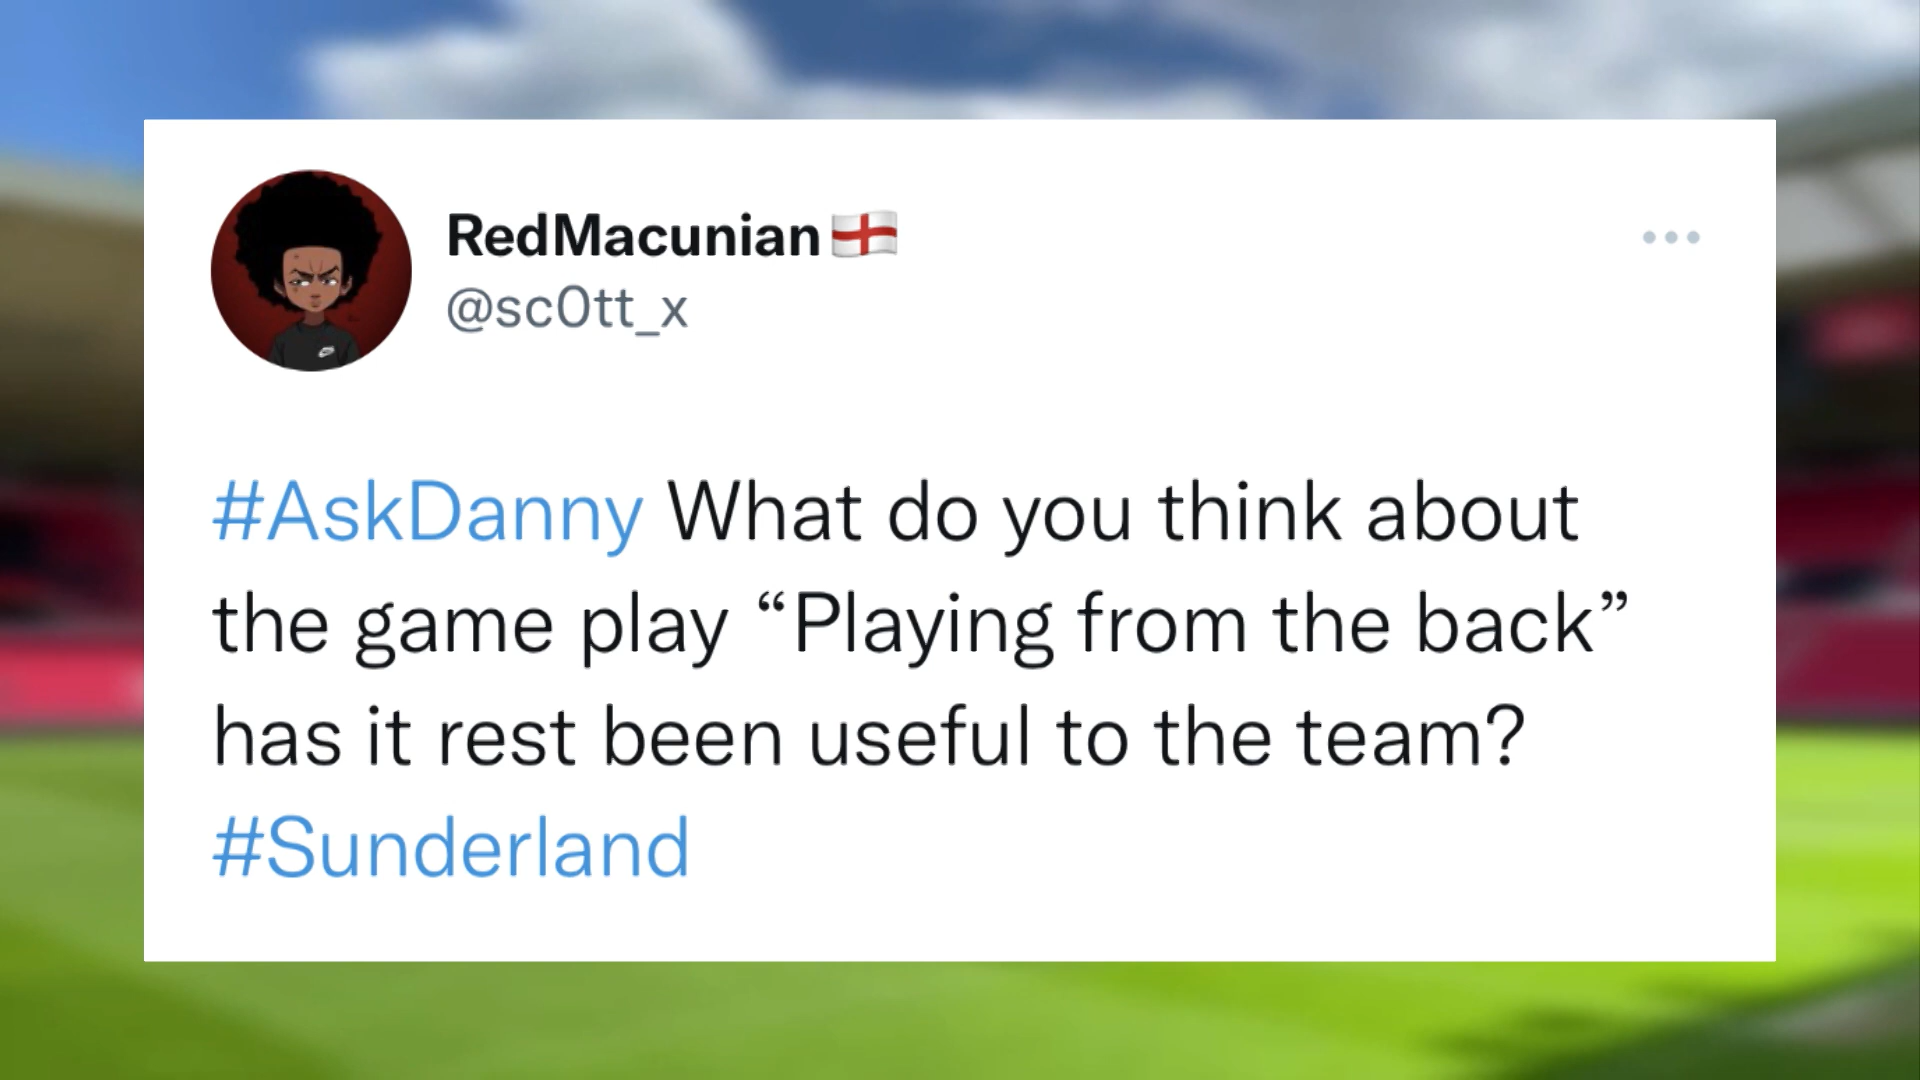 RedMacunian🏴󠁧󠁢󠁥󠁮󠁧󠁿
@sc0tt_x
#AskDanny What do you think about
the game play “Playing from the back”
has it rest been useful to the team?
#Sunderland